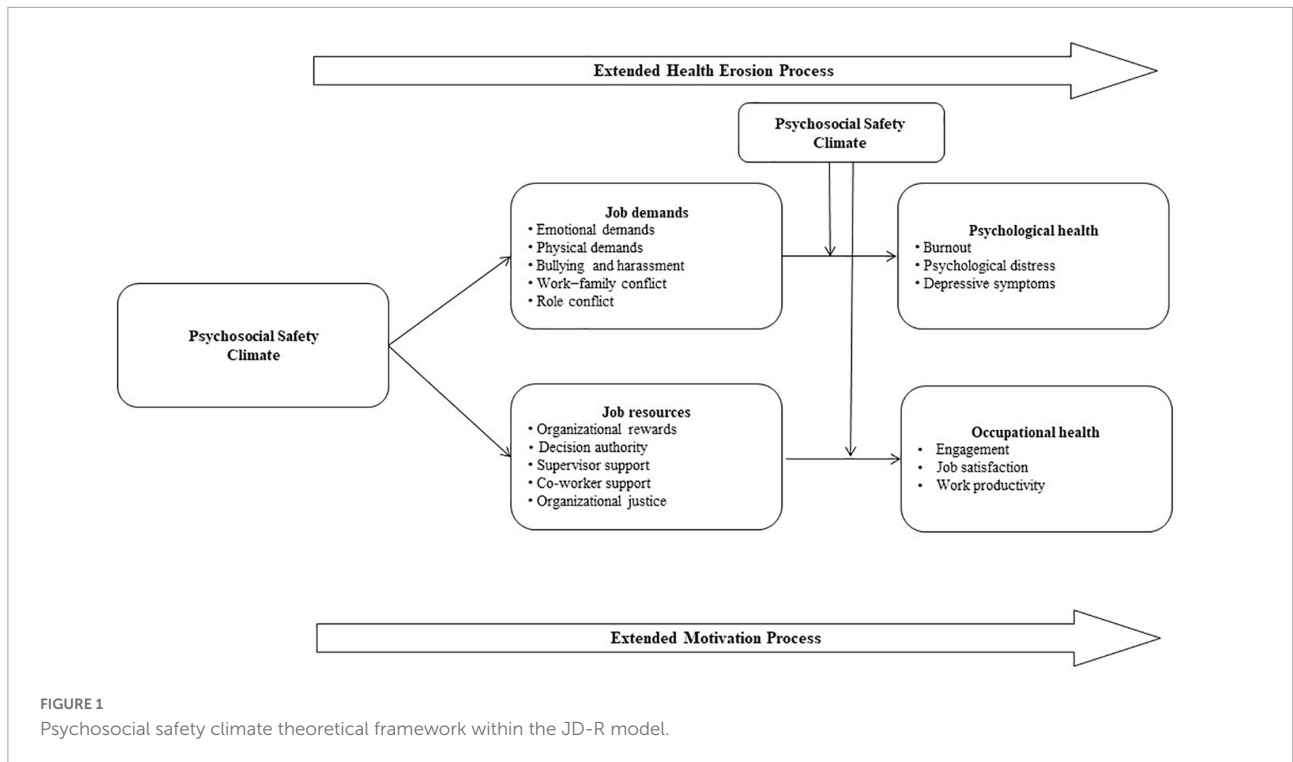 Extended Health Erosion Process
Psychosocial Safety
Climate
Job demands
• Emotional demands
• Physical demands
• Bullying and harassment
• Work–family conflict
• Role conflict
Psychological health
• Burnout
• Psychological distress
• Depressive symptoms
Psychosocial Safety
Climate
Job resources
• Organizational rewards
• Decision authority
• Supervisor support
• Co-worker support
• Organizational justice
Occupational health
• Engagement
• Job satisfaction
• Work productivity
Extended Motivation Process
FIGURE 1
Psychosocial safety climate theoretical framework within the JD-R model.